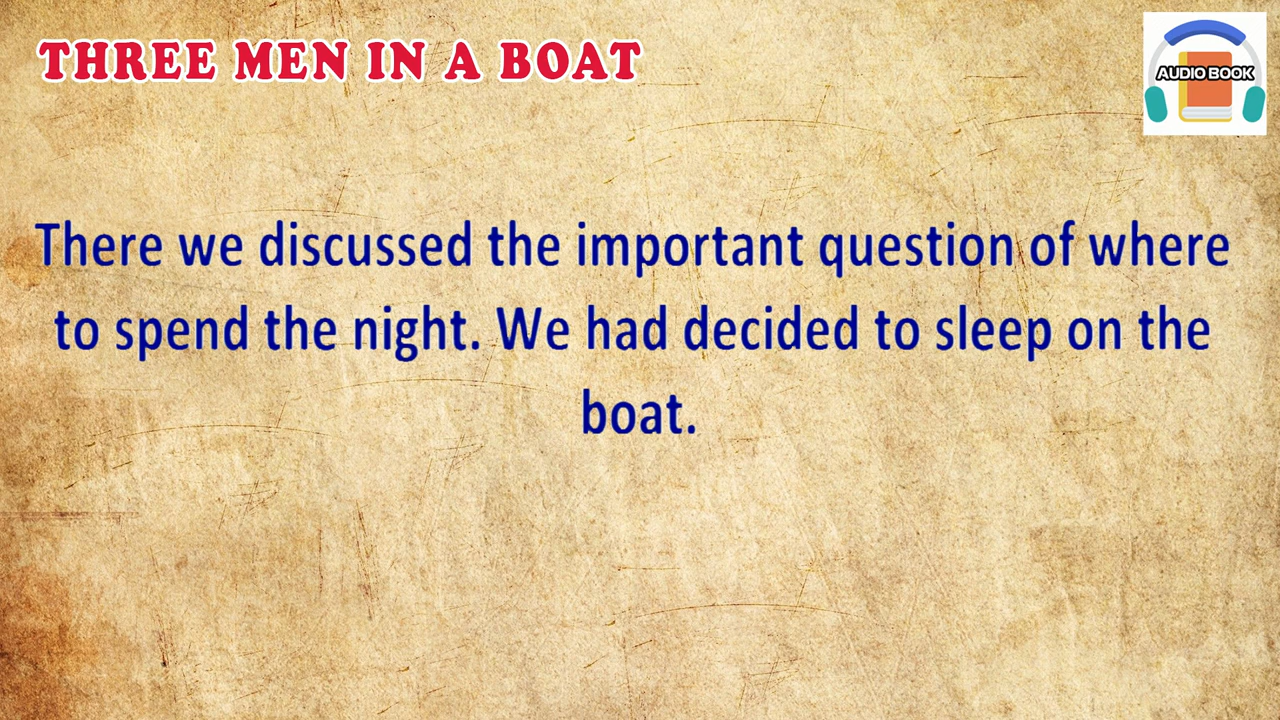 THREE MEN IN A BOAT
AUDIO BOOK
There we discussed the important question of where
to spend the night. We had decided to sleep on the
boat.